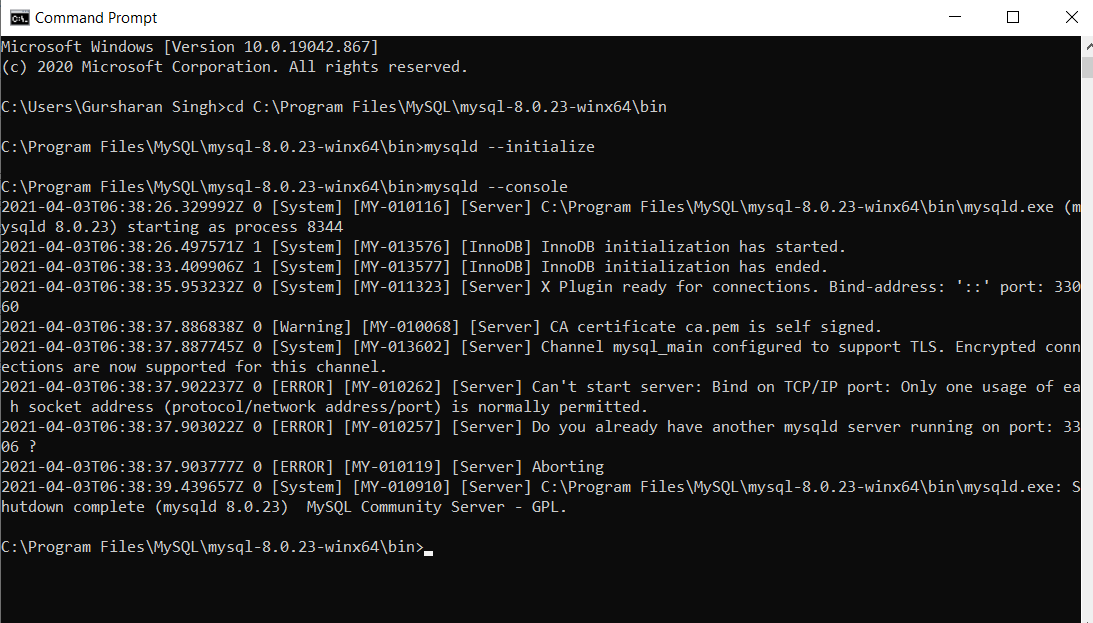 Command Prompt
Microsoft Windows [Version 10.0.19042.867]
(c) 2020 Microsoft Corporation. All rights reserved.
C:\Users\Gursharan Singh>cd C:\Program Files\MySQL\mysql-8.0.23-winx64\bin
C:\Program Files\MySQL\mysql-8.0.23-winx64\bin>mysqld --initialize
C:\Program Files\MySQL\mysql-8.0.23-winx64\bin>mysqld --console
2021-04-03T06:38:26.329992Z 0 [System] [MY-010116] [Server] C:\Program Files\MySQL\mysql-8.0.23-winx64\bin\mysqld.exe (m
ysqld 8.0.23) starting as process 8344
2021-04-03T06:38:26.497571Z 1 [System] [MY-013576] [InnoDB] InnoDB initialization has started.
2021-04-03T06:38:33.409906Z 1 [System] [MY-013577] [InnoDB] InnoDB initialization has ended.
2021-04-03T06:38:35.953232Z 0 [System] [MY-011323] [Server] X Plugin ready for connections. Bind-address: '::' port: 330
60
2021-04-03T06:38:37.886838Z 0 [Warning] [MY-010068] [Server] CA certificate ca.pem is self signed.
2021-04-03T06:38:37.887745Z 0 [System] [MY-013602] [Server] Channel mysql_main configured to support TLS. Encrypted conn
ections are now supported for this channel.
2021-04-03T06:38:37.902237Z 0 [ERROR] [MY-010262] [Server] Can't start server: Bind on TCP/IP port: Only one usage of ea
h socket address (protocol/network address/port) is normally permitted.
2021-04-03T06:38:37.903022Z 0 [ERROR] [MY-010257] [Server] Do you already have another mysqld server running on port: 33
06 ?
2021-04-03T06:38:37.903777Z 0 [ERROR] [MY-010119] [Server] Aborting
2021-04-03T06:38:39.439657Z 0 [System] [MY-010910] [Server] C:\Program Files\MySQL\mysql-8.0.23-winx64\bin\mysqld.exe: S
hutdown complete (mysqld 8.0.23)  MySQL Community Server - GPL.
C:\Program Files\MySQL\mysql-8.0.23-winx64\bin>